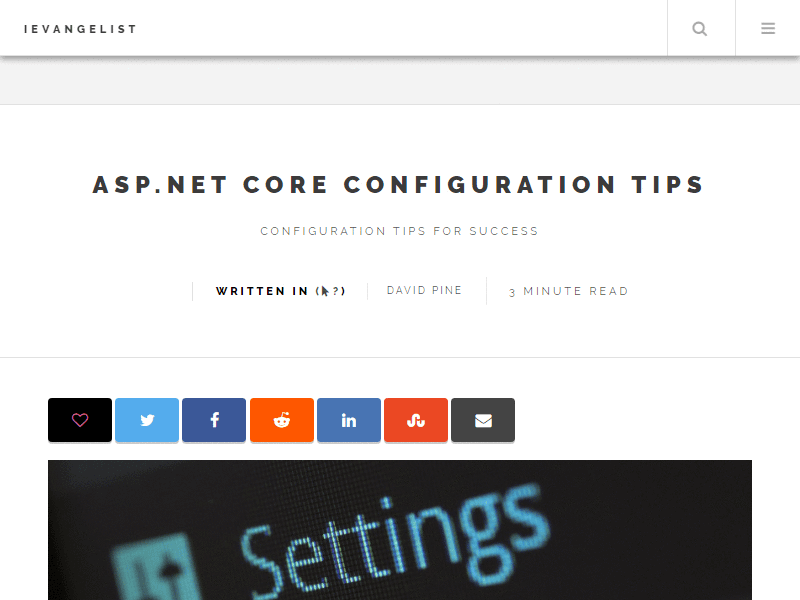 IEVANGELIST
ASP.NET CORE CONFIGURATION TIPS
CONFIGURATION TIPS FOR SUCCESS
WRITTEN IN (?) DAVID PINE 3 MINUTE READ
Settings